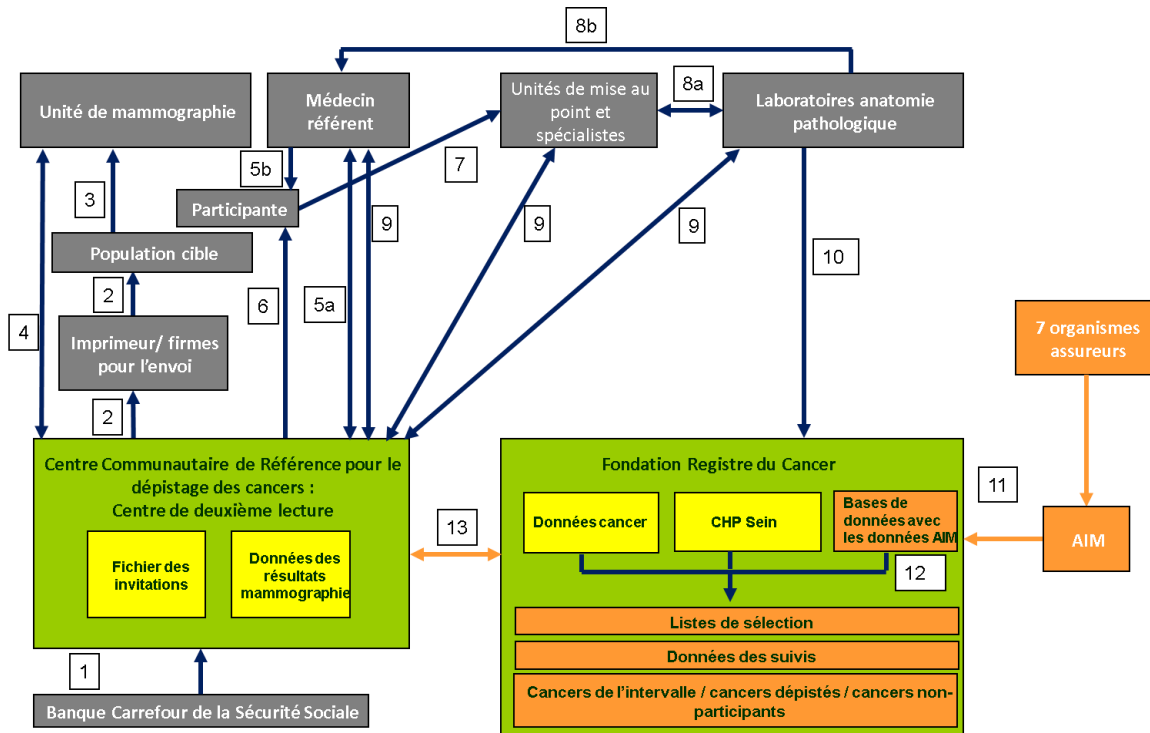 8b
Unité de mammographie
Médecin
référent
Unités de mise au
point et
spécialistes
8a
Laboratoires anatomie
pathologique
5b
7
3
Participante
9
9
9
Population cible
10
2
6
5a
4
Imprimeur/ firmes
pour l'envoi
7 organismes
assureurs
2
Centre Communautaire de Référence pour le
dépistage des cancers :
Centre de deuxième lecture
Fichier des
invitations
Données des
résultats
mammographie
13
Fondation Registre du Cancer
Données cancer
CHP Sein
Bases de
données avec
les données AIM
11
AIM
12
Listes de sélection
Données des suivis
Cancers de l'intervalle / cancers dépistés / cancers non-
participants
1
Banque Carrefour de la Sécurité Sociale